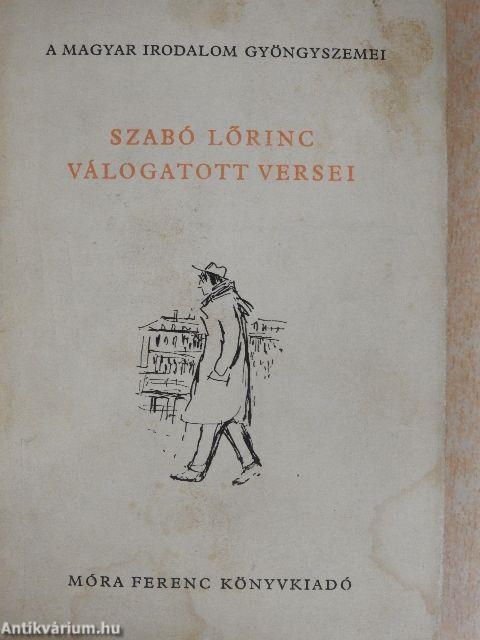 A MAGYAR IRODALOM GYÖNGYSZEMEI
SZABÓ LŐRINC
VÁLOGATOTT VERSEI
MÓRA FERENC KÖNYVKIADÓ
Antikvárium.hu